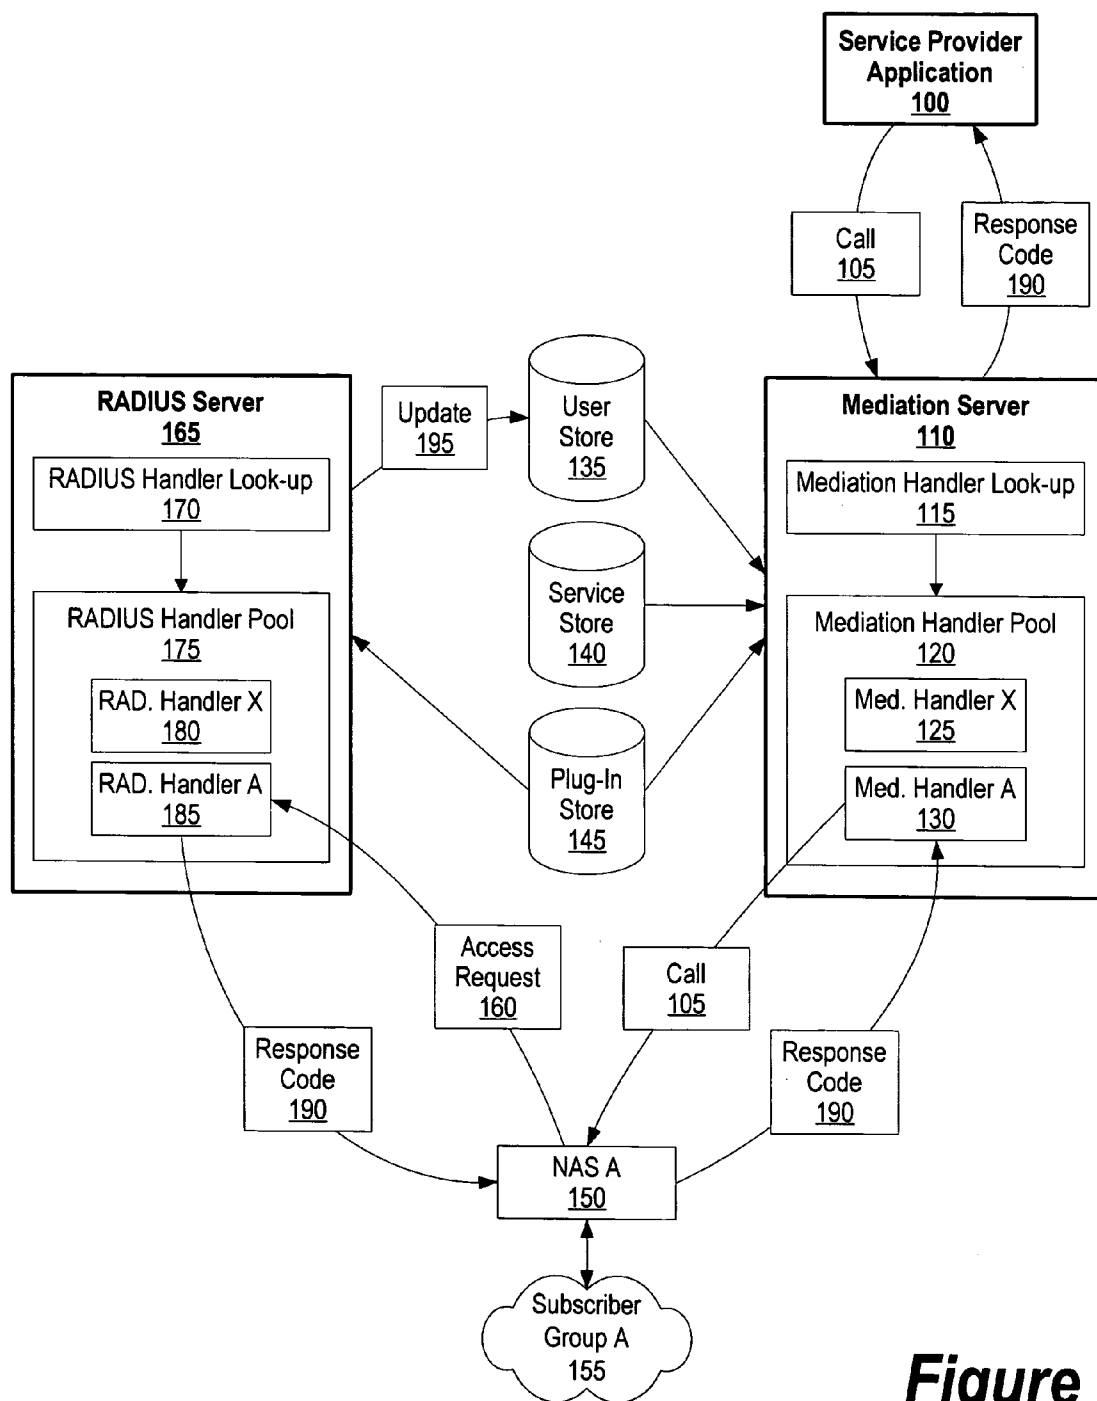 Service Provider
Application
100
Call
105
Response
Code
190
RADIUS Server
165
RADIUS Handler Look-up
170
RADIUS Handler Pool
175
RAD. Handler X
180
RAD. Handler A
185
Update
195
User
Store
135
Service
Store
140
Plug-In
Store
145
Mediation Server
110
Mediation Handler Look-up
115
Mediation Handler Pool
120
Med. Handler X
125
Med. Handler A
130
Access
Request
160
Call
105
Response
Code
190
Response
Code
190
NAS A
150
Subscriber
Group A
155
Figure